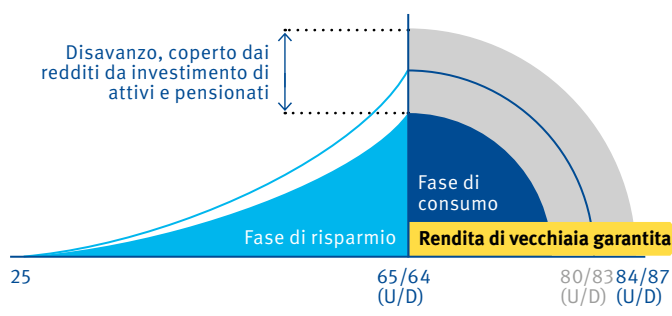 Disavanzo, coperto dai
redditi da investimento di
attivi e pensionati
Fase di
consumo
Fase di risparmio
Rendita di vecchiaia garantita
25
65/64
(U/D)
80/83
(U/D)
84/87
(U/D)